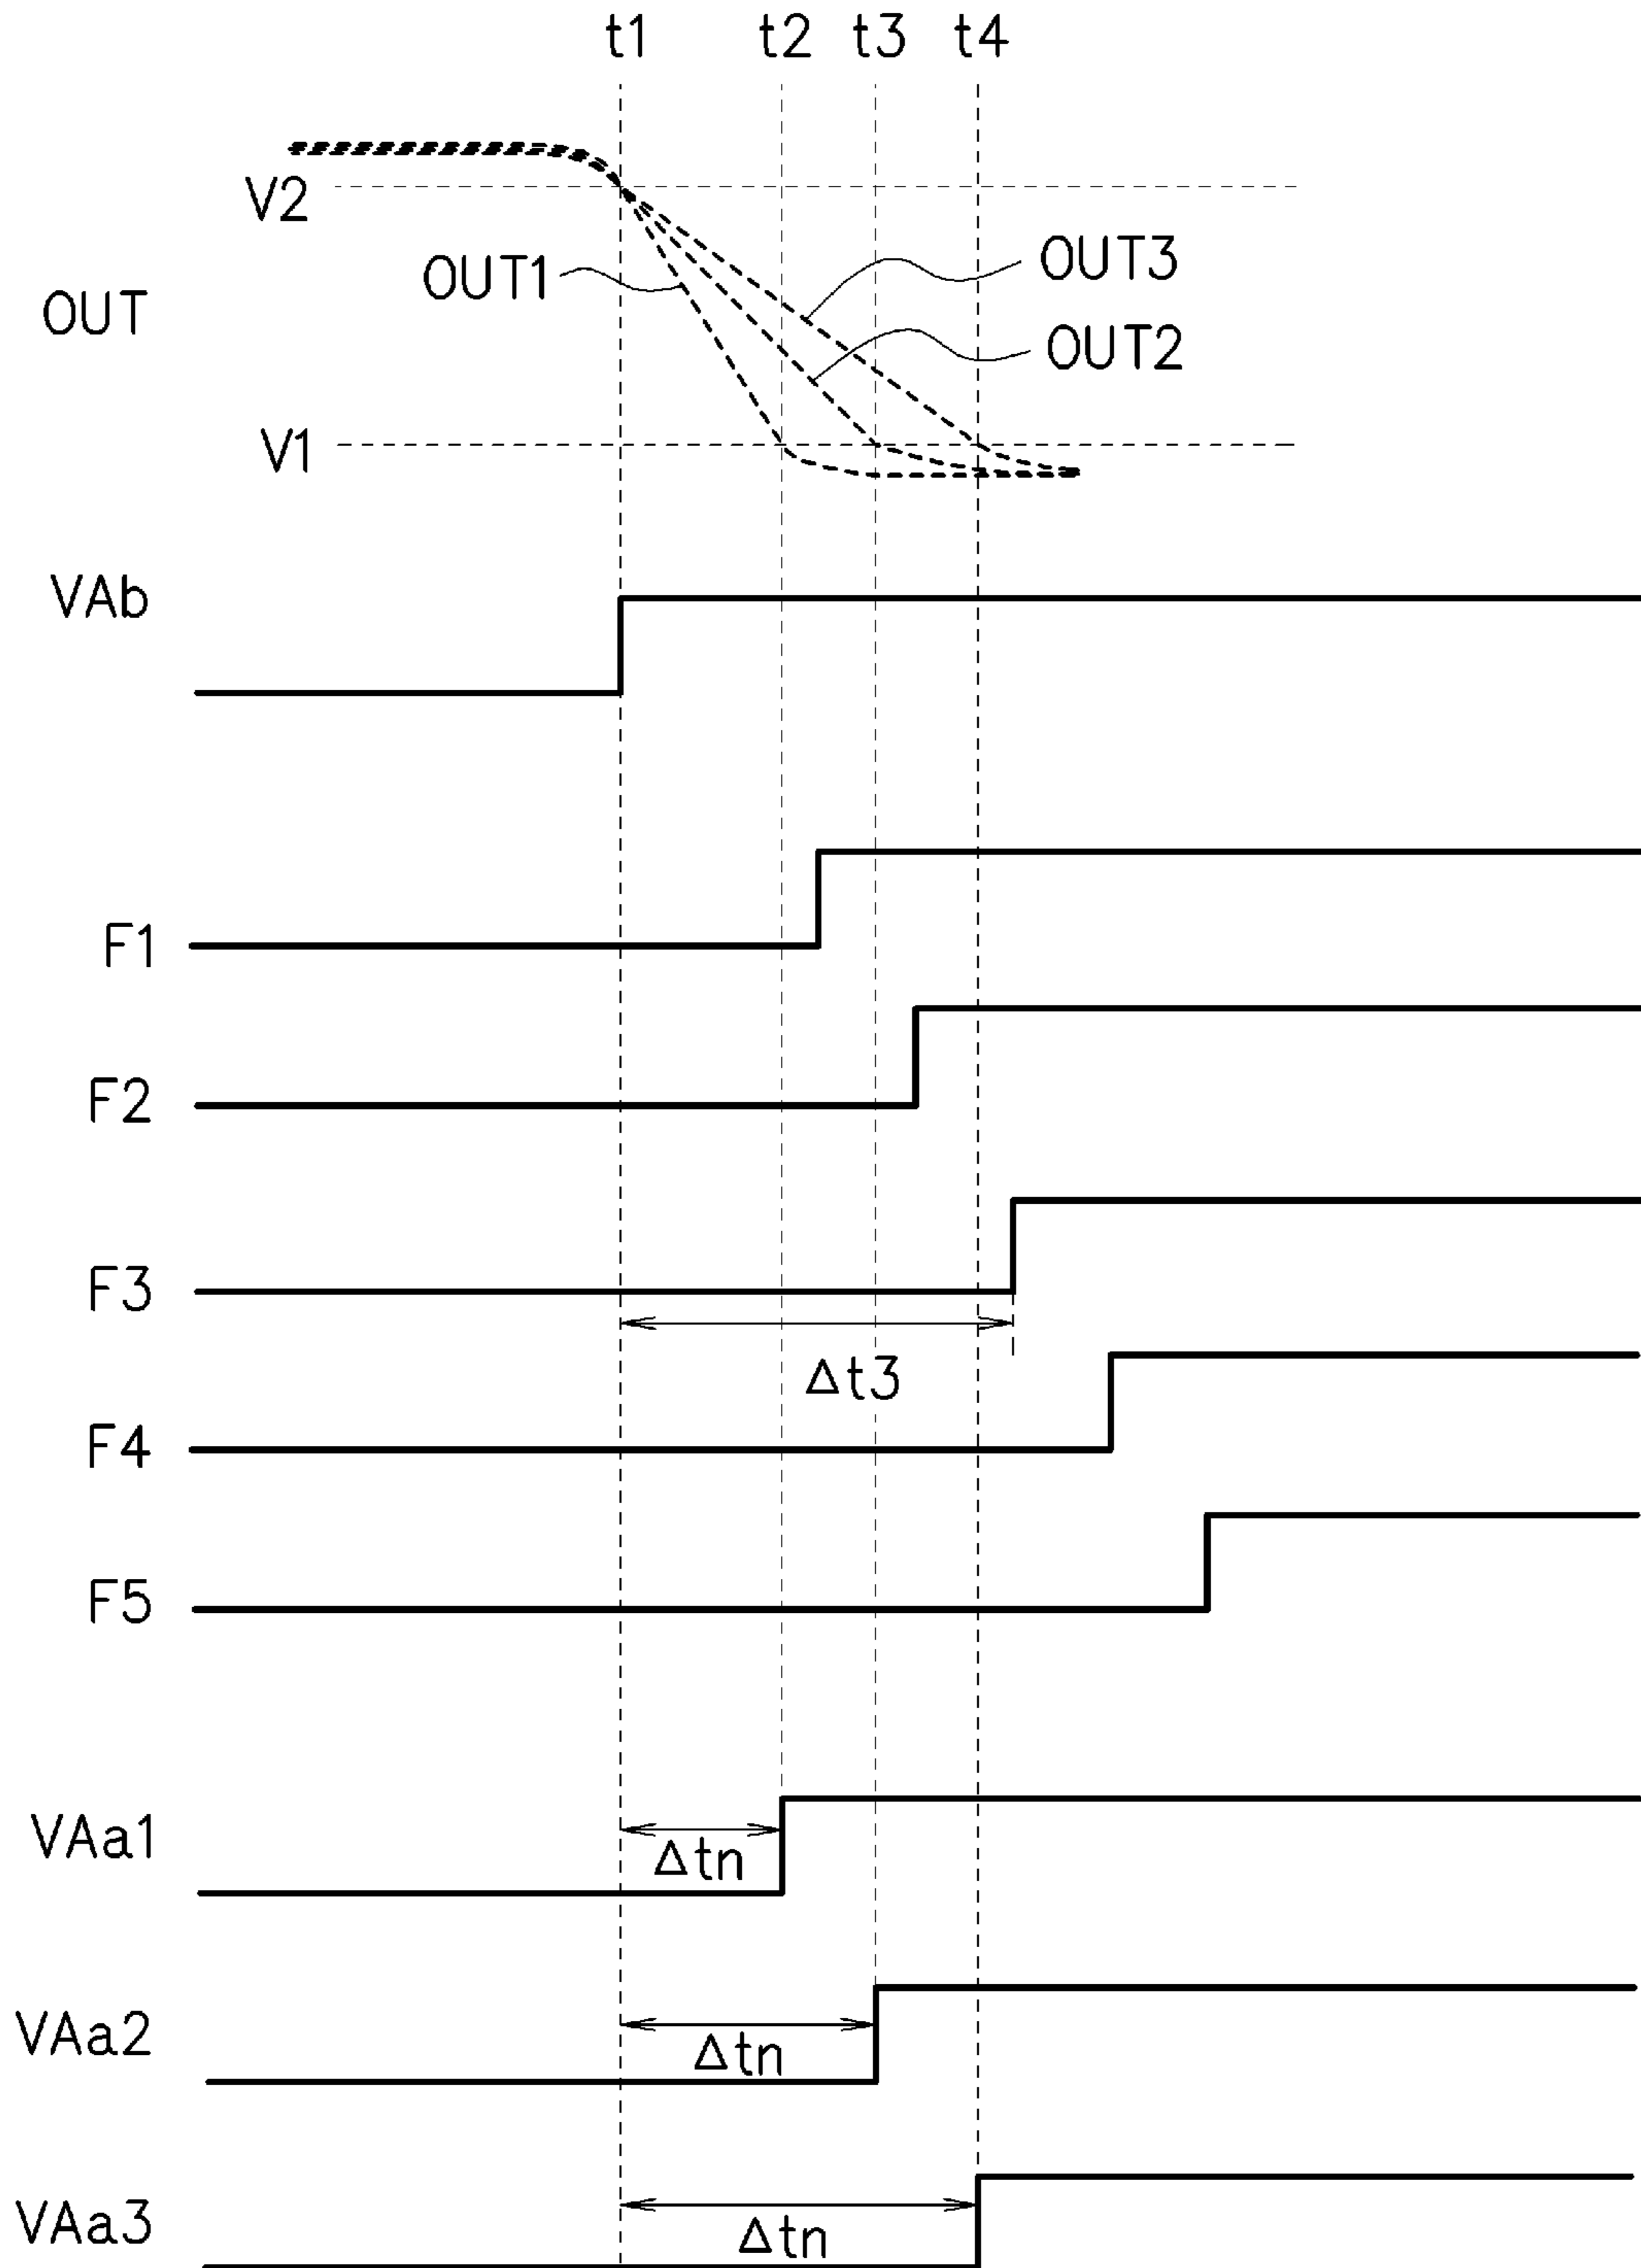 t1 t2 t3 t4
V2
OUT1
OUT3
OUT
OUT2
V1
VAb
F1
F2
F3
Δt3
F4
F5
VAa1
Δtn
VAa2
Δtn
VAa3
Δtn